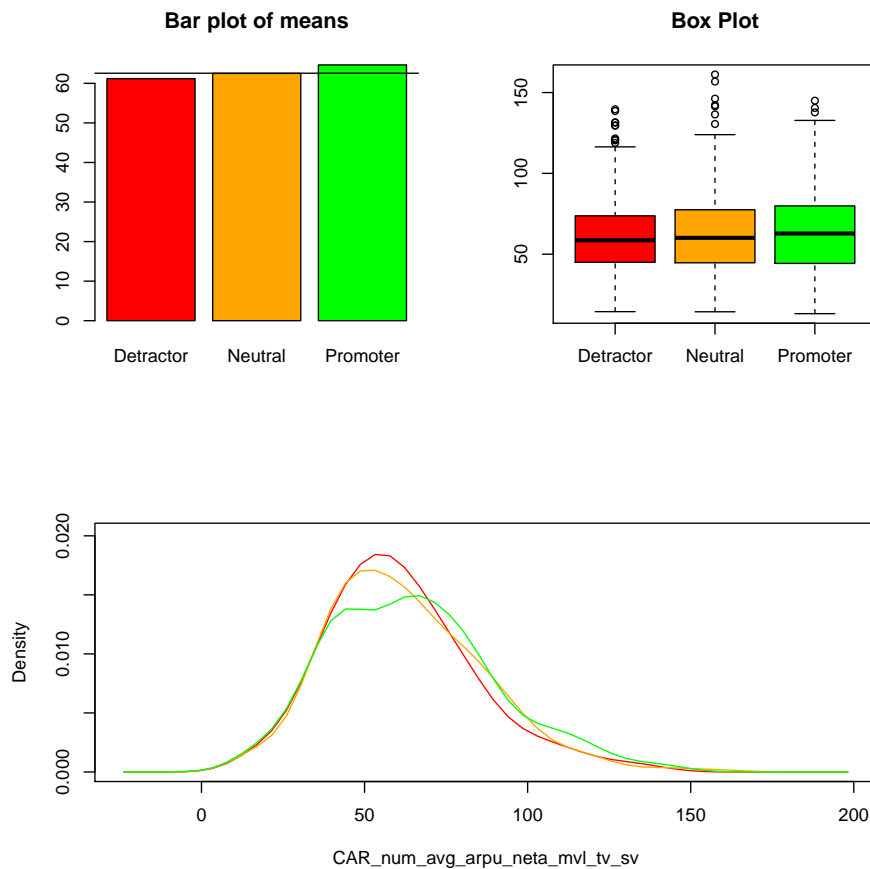 Bar plot of means
Box Plot
60
50
40
30
20
10
0
Detractor Neutral Promoter
150
100
50
Detractor Neutral Promoter
Density
0.020
0.010
0.000
0 50 100 150 200
CAR_num_avg_arpu_neta_mvl_tv_sv